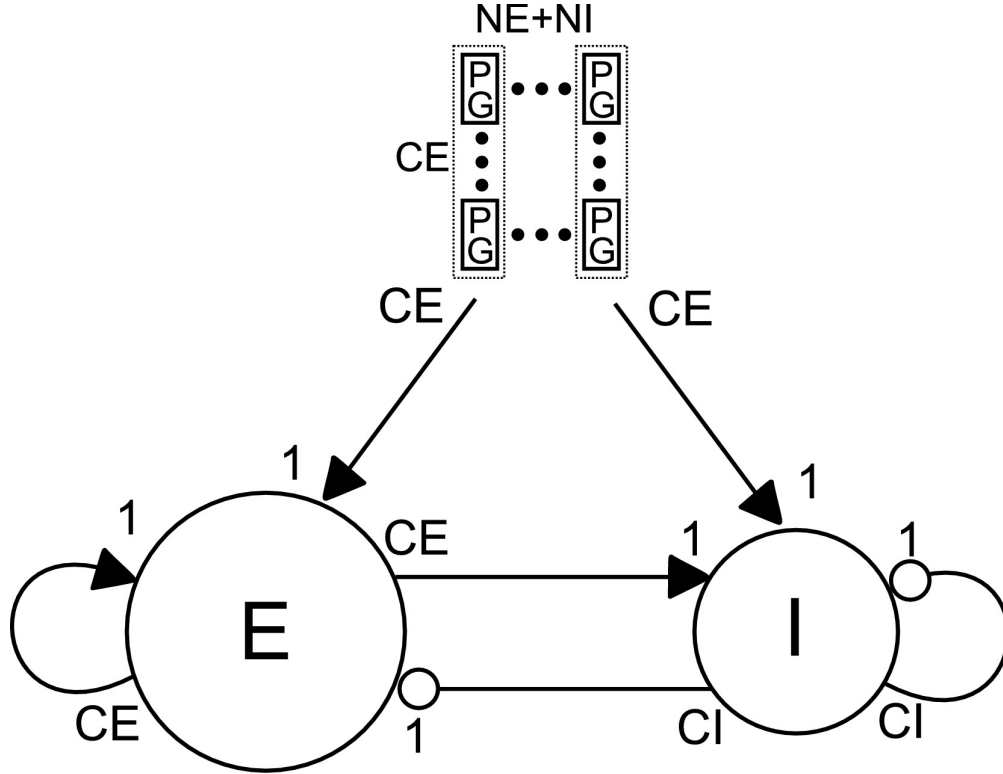 NE+NI
P P
G G
CE
P P
G G
CE CE
1 1
1 CE 1 1
E I
CE 1 CI CI